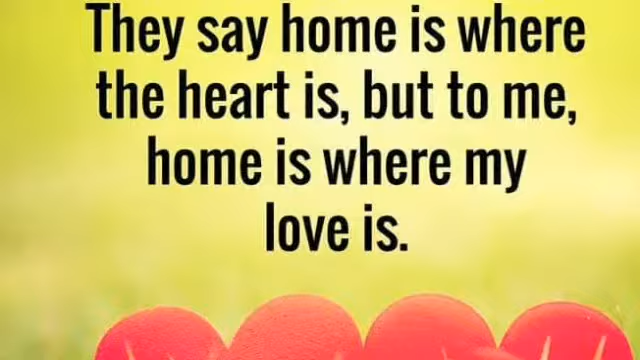 They say home is where
the heart is, but to me,
home is where my
love is.